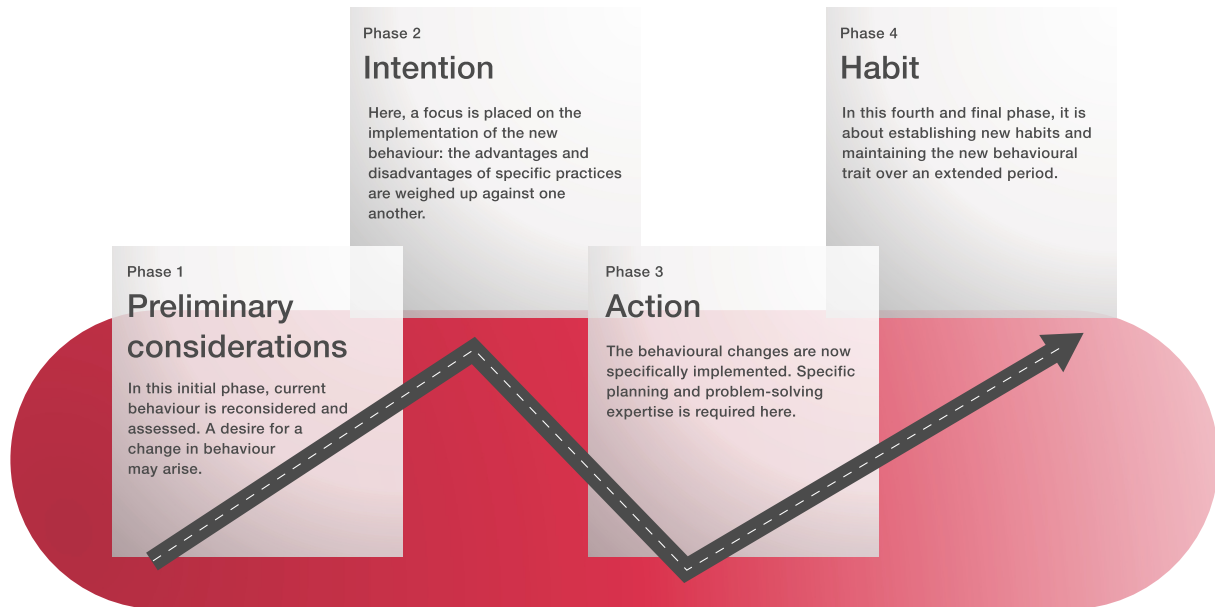 Phase 1
Preliminary
considerations
In this initial phase, current
behaviour is reconsidered and
assessed. A desire for a
change in behaviour
may arise.
Phase 2
Intention
Here, a focus is placed on the
implementation of the new
behaviour: the advantages and
disadvantages of specific practices
are weighed up against one
another.
Phase 3
Action
The behavioural changes are now
specifically implemented. Specific
planning and problem-solving
expertise is required here.
Phase 4
Habit
In this fourth and final phase, it is
about establishing new habits and
maintaining the new behavioural
trait over an extended period.